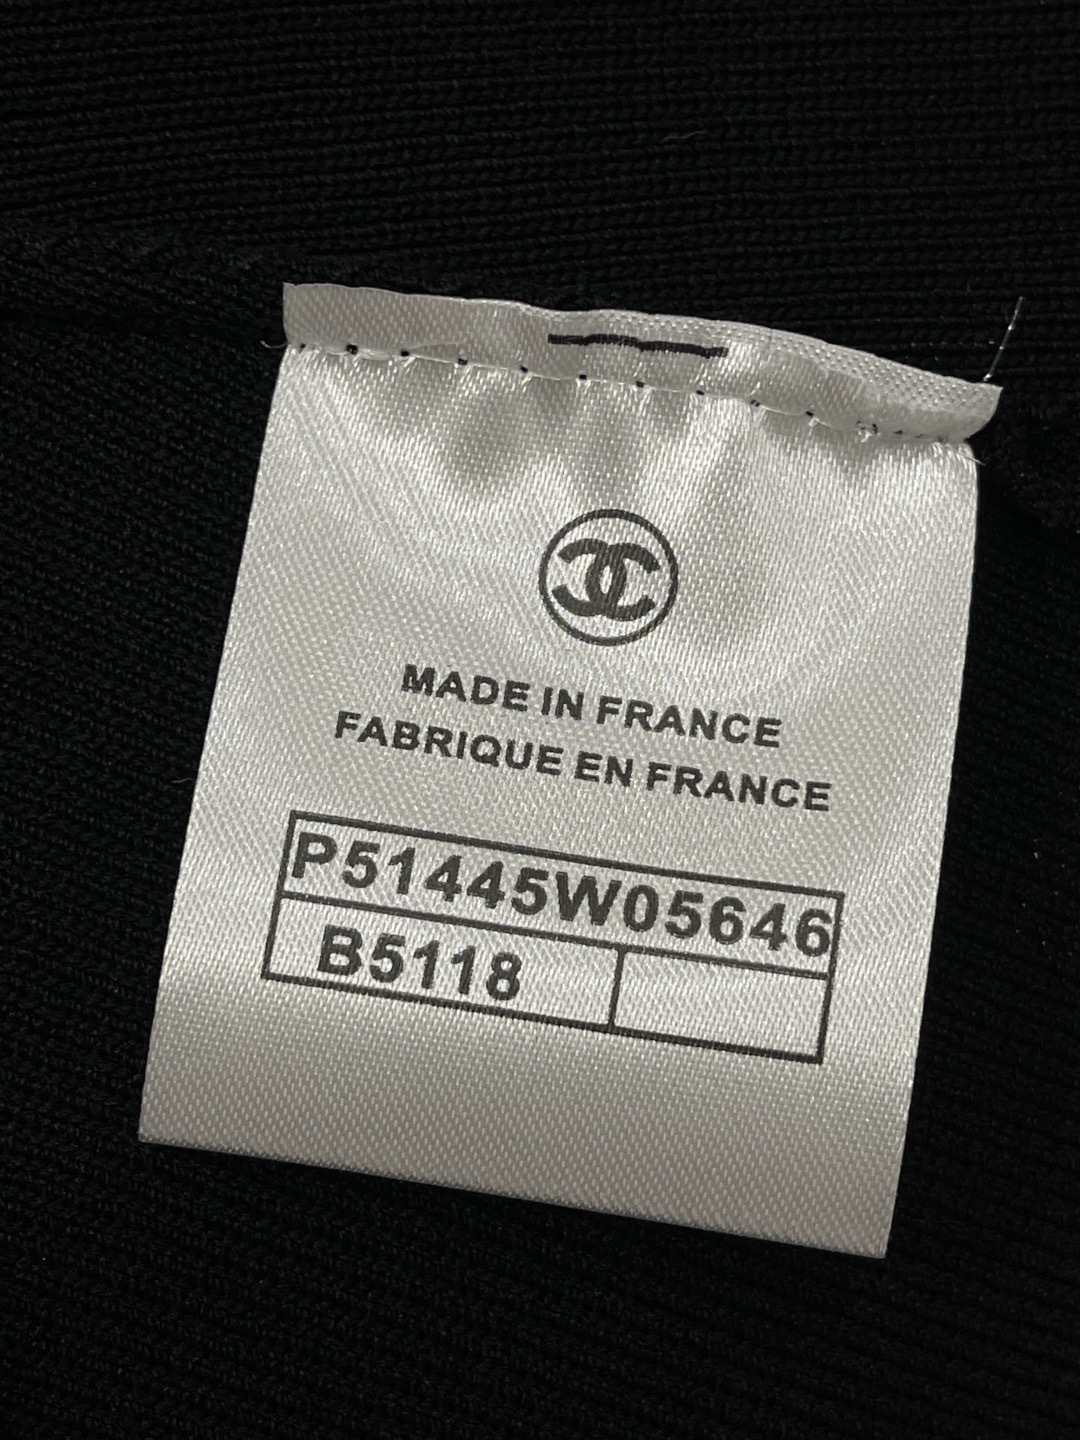 MADE IN FRANCE
FABRIQUE EN FRANCE
P51445W05646
B5118